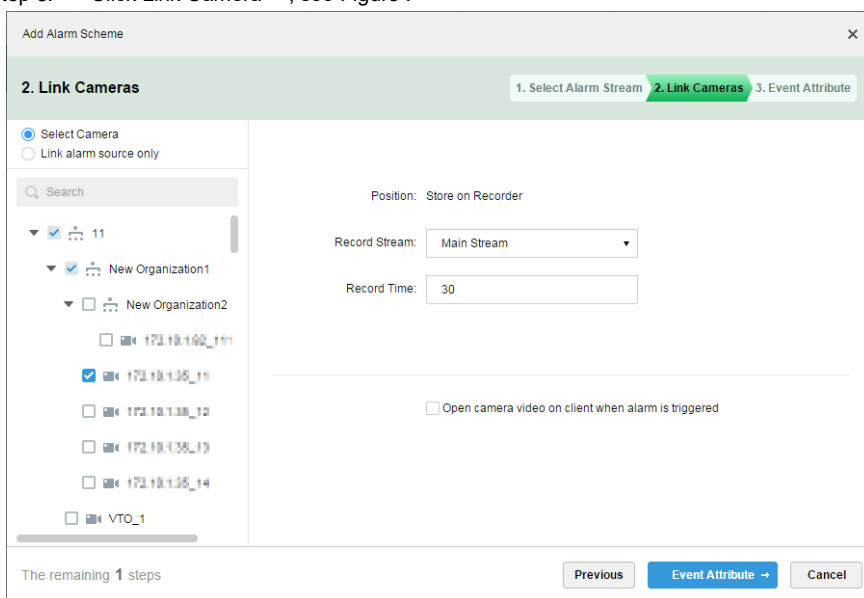 Click Link Camera
Add Alarm Scheme
2. Link Cameras
1. Select Alarm Stream 2. Link Cameras 3. Event Attribute
Select Camera
Link alarm source only
Search
Position: Store on Recorder
11
Record Stream: Main Stream
New Organization1
Record Time: 30
New Organization2
Open camera video on client when alarm is triggered
VTO_1
The remaining 1 steps
Previous Event Attribute → Cancel